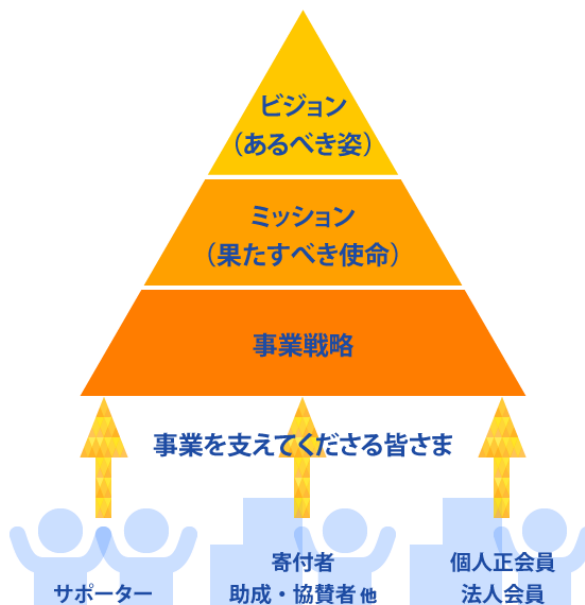 ビジョン
(あるべき姿)
ミッション
(果たすべき使命)
事業戦略
事業を支えてくださる皆さま
サポーター
寄付者
助成・協賛者 他
個人正会員
法人会員